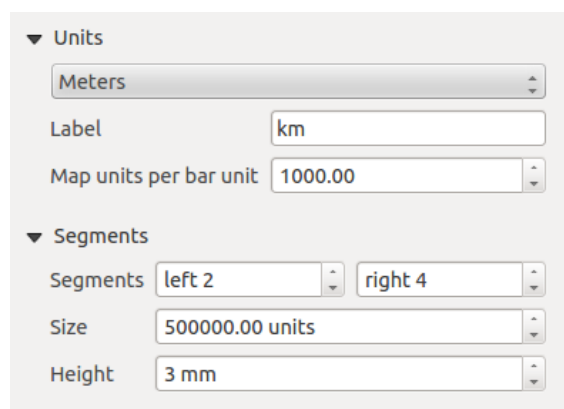 Units
Meters
Label km
Map units per bar unit 1000.00
Segments
Segments left 2 right 4
Size 500000.00 units
Height 3 mm